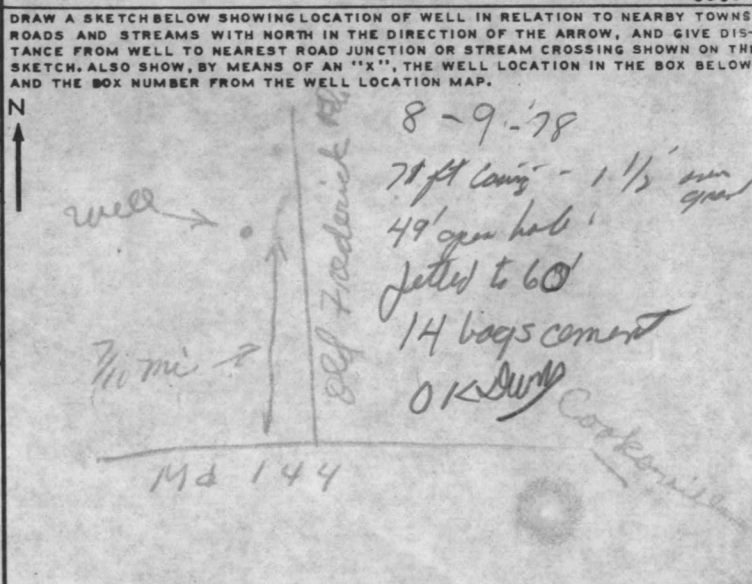 DRAW A SKETCH BELOW SHOWING LOCATION OF WELL IN RELATION TO NEARBY TOWNS
ROADS AND STREAMS WITH NORTH IN THE DIRECTION OF THE ARROW, AND GIVE DIS-
TANCE FROM WELL TO NEAREST ROAD JUNCTION OR STREAM CROSSING SHOWN ON THE
SKETCH. ALSO SHOW, BY MEANS OF AN "X", THE WELL LOCATION IN THE BOX BELOW
AND THE BOX NUMBER FROM THE WELL LOCATION MAP.
N
8-9-78
ft casing - 1 1/2'
well
49' open hole
Old Frederick Rd
Jetted to 60'
14 bags cement
7/10 mi
OK
Cooksville
Md 144